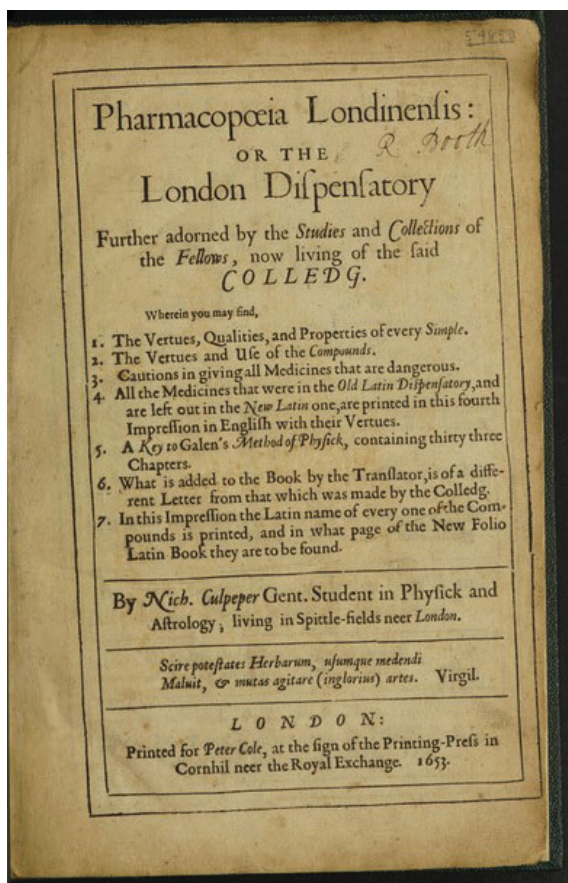 54850
Pharmacopœia Londinenſis:
R Booth
OR THE
London Diſpenſatory
Further adorned by the Studies and Collections of
the Fellows, now living of the ſaid
COLLEDG.
Wherein you may find,
1. The Vertues, Qualities, and Properties of every Simple.
2. The Vertues and Uſe of the Compounds.
3. Cautions in giving all Medicines that are dangerous.
4. All the Medicines that were in the Old Latin Diſpenſatory, and
are left out in the New Latin one, are printed in this fourth
Impreſſion in Engliſh with their Vertues.
5. A Key to Galen's Method of Phyſick, containing thirty three
Chapters.
6. What is added to the Book by the Tranſlator, is of a diffe-
rent Letter from that which was made by the Colledg.
7. In this Impreſſion the Latin name of every one of the Com-
pounds is printed, and in what page of the New Folio
Latin Book they are to be found.
By Nich. Culpeper Gent. Student in Phyſick and
Aſtrology; living in Spittle-fields neer London.
Scire poteſtates Herbarum, uſumque medendi
Maluit, & mutas agitare (inglorius) artes. Virgil.
LONDON:
Printed for Peter Cole, at the ſign of the Printing-Preſs in
Cornhil neer the Royal Exchange. 1653.